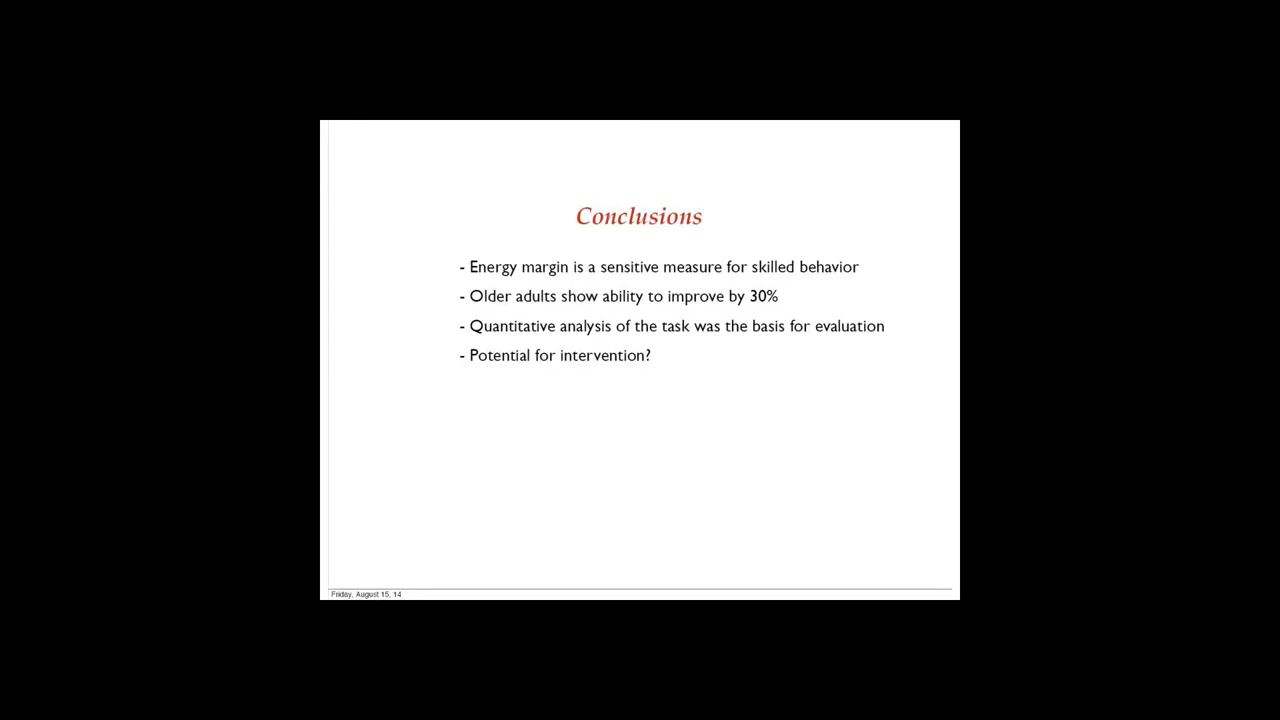 Conclusions
- Energy margin is a sensitive measure for skilled behavior
- Older adults show ability to improve by 30%
- Quantitative analysis of the task was the basis for evaluation
- Potential for intervention?
Friday, August 15, 14